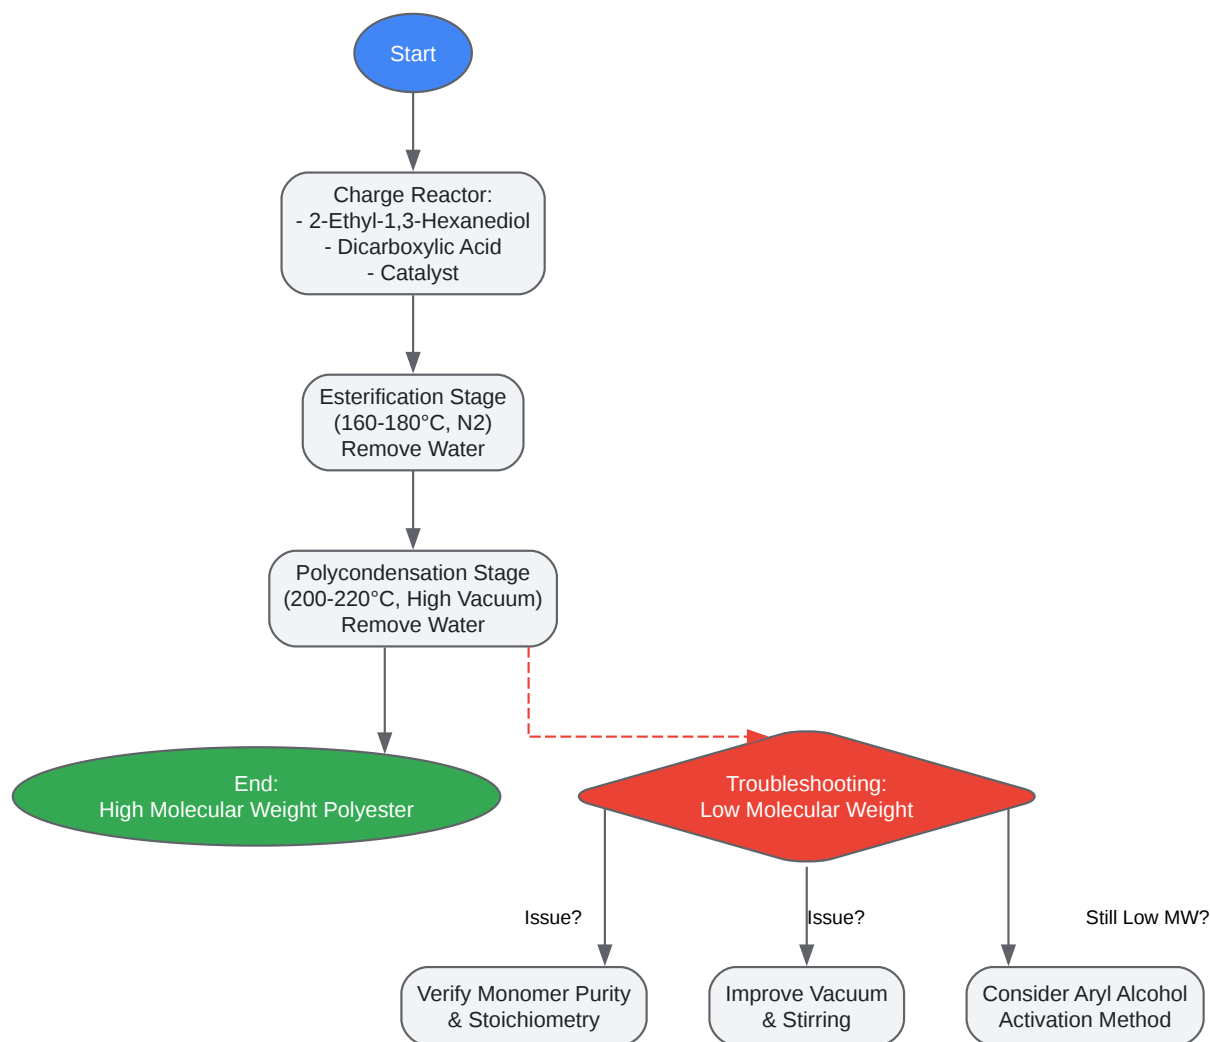 Start
Charge Reactor:
- 2-Ethyl-1,3-Hexanediol
- Dicarboxylic Acid
- Catalyst
Esterification Stage
(160-180°C, N2)
Remove Water
Polycondensation Stage
(200-220°C, High Vacuum)
Remove Water
End:
High Molecular Weight Polyester
Troubleshooting:
Low Molecular Weight
Issue?
Issue?
Still Low MW?
Verify Monomer Purity
& Stoichiometry
Improve Vacuum
& Stirring
Consider Aryl Alcohol
Activation Method